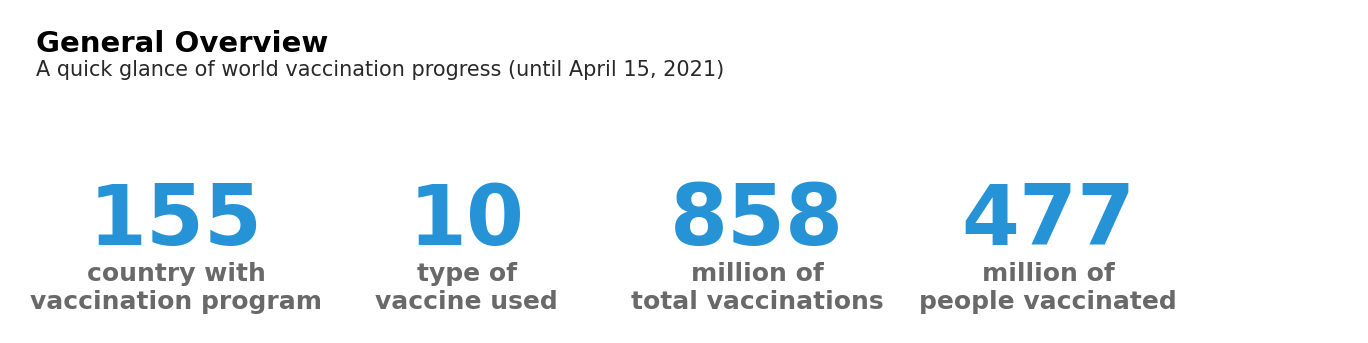 General Overview
A quick glance of world vaccination progress (until April 15, 2021)
155
country with
vaccination program
10
type of
vaccine used
858
million of
total vaccinations
477
million of
people vaccinated